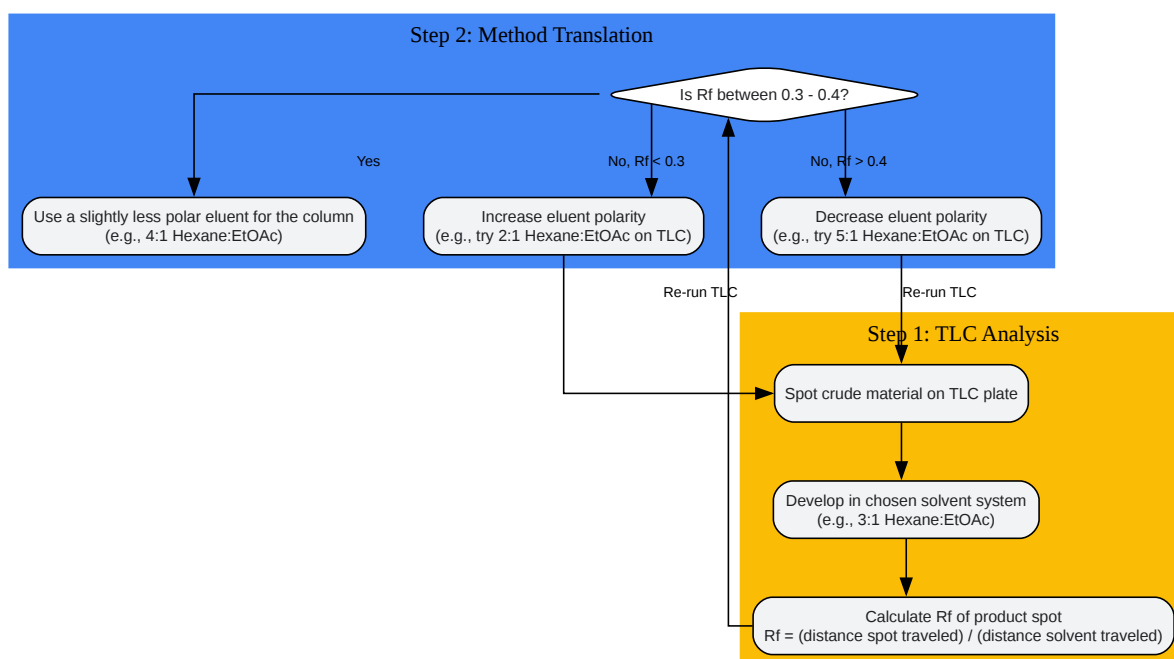 Step 2: Method Translation
Is Rf between 0.3 - 0.4?
Yes
No, Rf < 0.3
No, Rf > 0.4
Use a slightly less polar eluent for the column
(e.g., 4:1 Hexane:EtOAc)
Increase eluent polarity
(e.g., try 2:1 Hexane:EtOAc on TLC)
Decrease eluent polarity
(e.g., try 5:1 Hexane:EtOAc on TLC)
Re-run TLC
Re-run TLC
Step 1: TLC Analysis
Spot crude material on TLC plate
Develop in chosen solvent system
(e.g., 3:1 Hexane:EtOAc)
Calculate Rf of product spot
Rf = (distance spot traveled) / (distance solvent traveled)